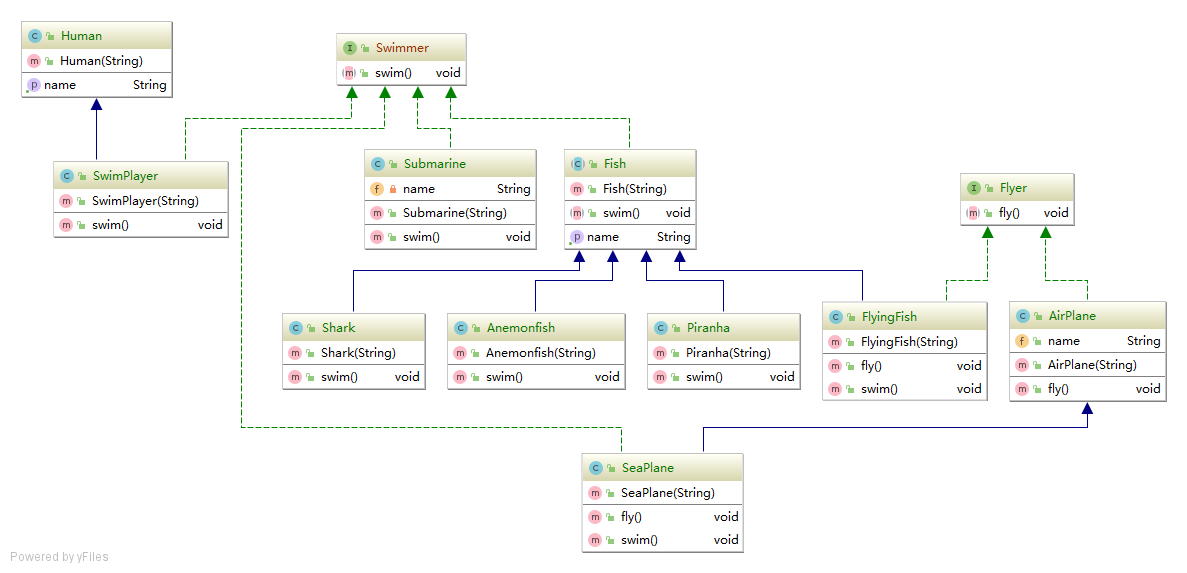 Human
Human(String)
name String
Swimmer
swim() void
SwimPlayer
SwimPlayer(String)
swim() void
Submarine
name String
Submarine(String)
swim() void
Fish
Fish(String)
swim() void
name String
Flyer
fly() void
Shark
Shark(String)
swim() void
Anemonfish
Anemonfish(String)
swim() void
Piranha
Piranha(String)
swim() void
FlyingFish
FlyingFish(String)
fly() void
swim() void
AirPlane
name String
AirPlane(String)
fly() void
SeaPlane
SeaPlane(String)
fly() void
swim() void
Powered by yFiles